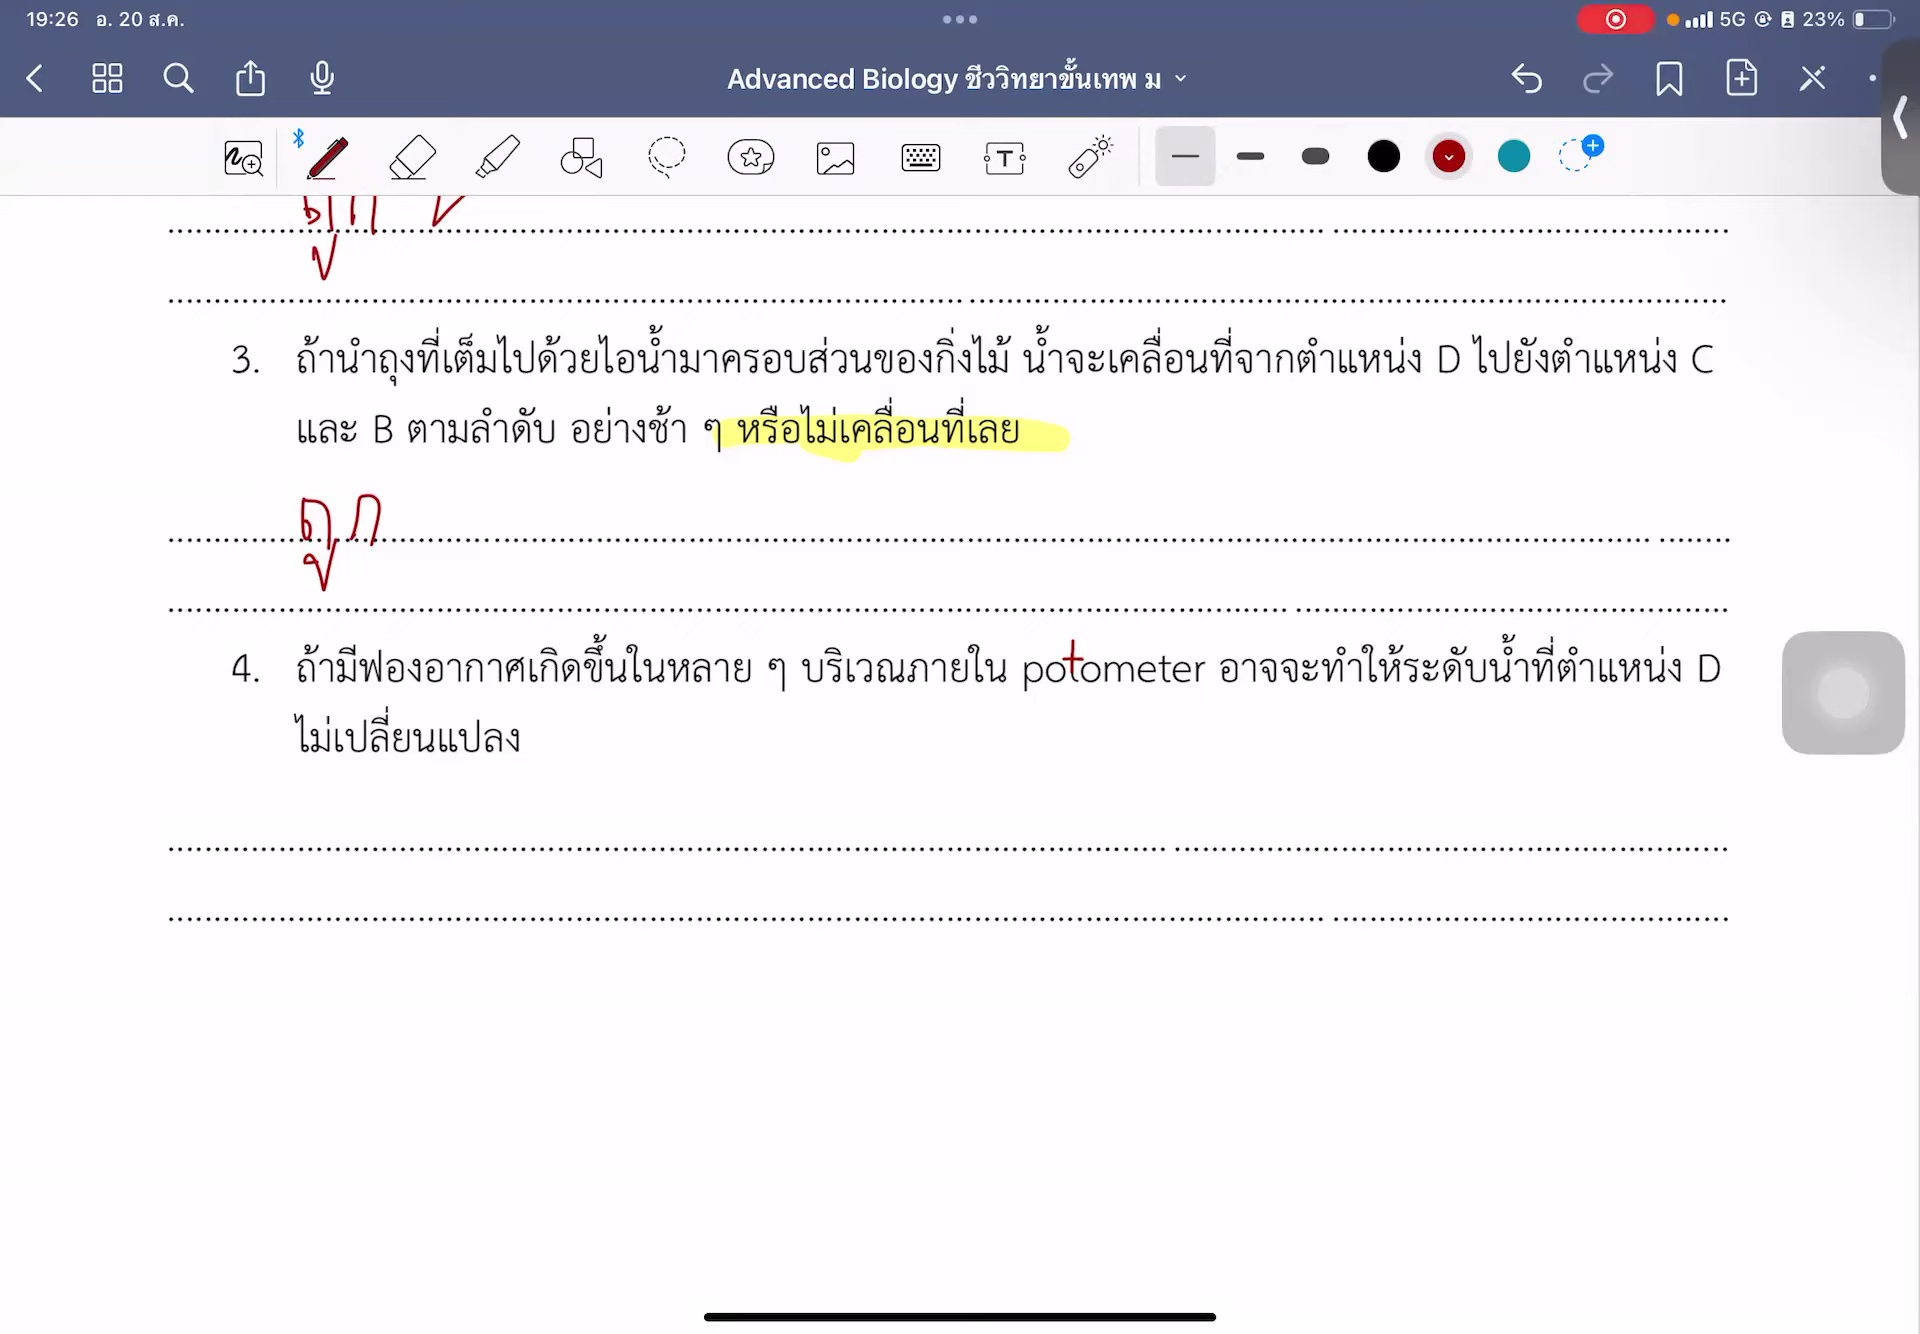 19:26 อ. 20 ส.ค.
5G 23%
Advanced Biology ชีววิทยาขั้นเทพ ม
T
ถูก
3. ถ้านำถุงที่เต็มไปด้วยไอน้ำมาครอบส่วนของกิ่งไม้ น้ำจะเคลื่อนที่จากตำแหน่ง D ไปยังตำแหน่ง C
และ B ตามลำดับ อย่างช้า ๆ หรือไม่เคลื่อนที่เลย
ถูก
4. ถ้ามีฟองอากาศเกิดขึ้นในหลาย ๆ บริเวณภายใน potometer อาจจะทำให้ระดับน้ำที่ตำแหน่ง D
ไม่เปลี่ยนแปลง